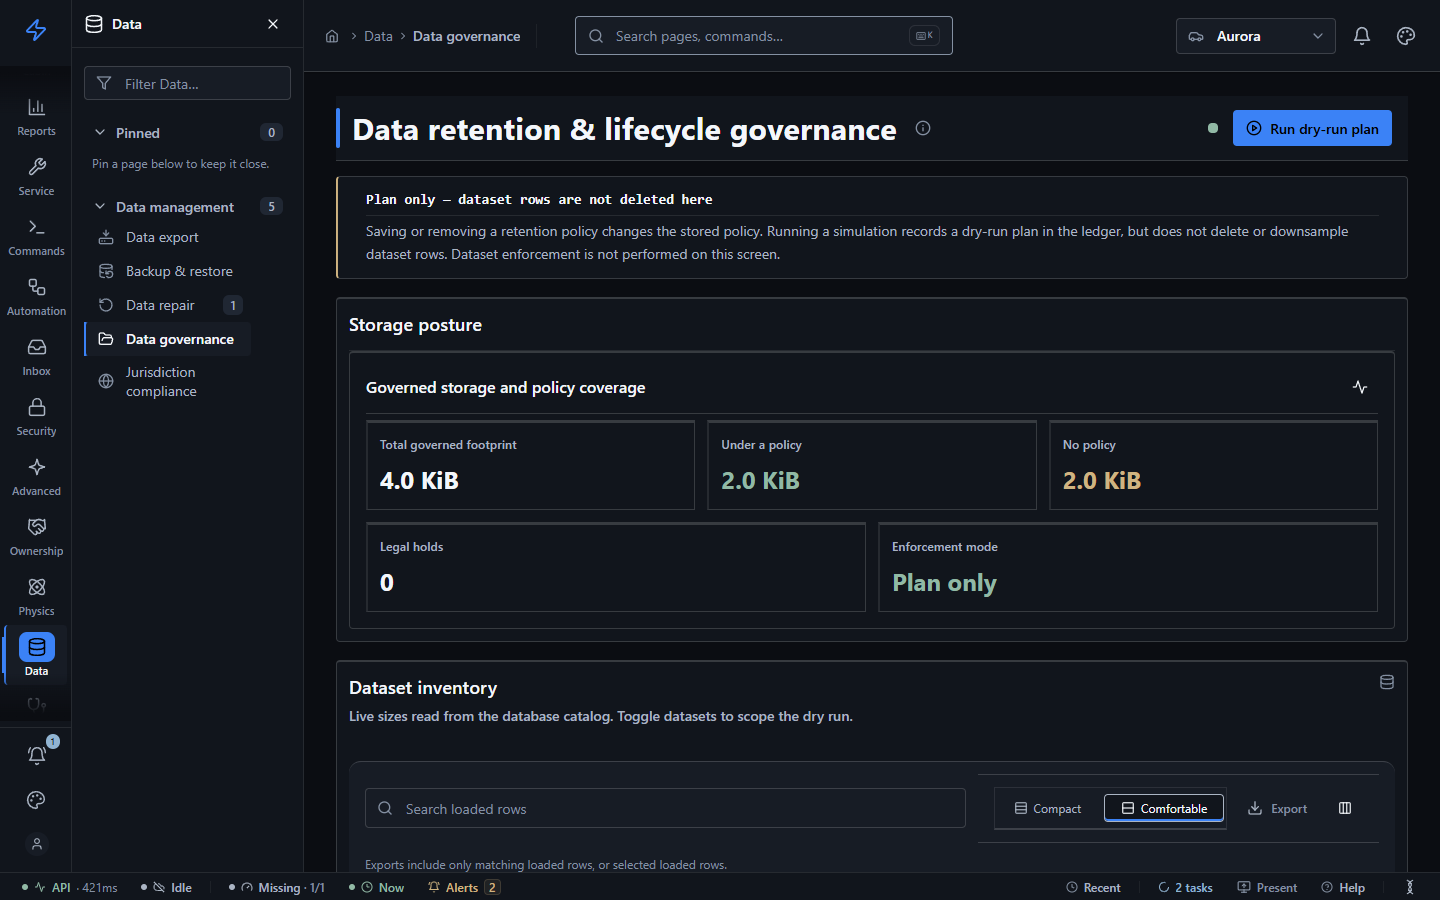 Data
Data
Data governance
Search pages, commands...
K
Aurora
Filter Data...
Pinned
0
Pin a page below to keep it close.
Data management
5
Data export
Backup & restore
Data repair
1
Data governance
Jurisdiction
compliance
Reports
Service
Commands
Automation
Inbox
Security
Advanced
Ownership
Physics
Data
1
Data retention & lifecycle governance
Run dry-run plan
Plan only — dataset rows are not deleted here
Saving or removing a retention policy changes the stored policy. Running a simulation records a dry-run plan in the ledger, but does not delete or downsample
dataset rows. Dataset enforcement is not performed on this screen.
Storage posture
Governed storage and policy coverage
Total governed footprint
4.0 KiB
Under a policy
2.0 KiB
No policy
2.0 KiB
Legal holds
0
Enforcement mode
Plan only
Dataset inventory
Live sizes read from the database catalog. Toggle datasets to scope the dry run.
Search loaded rows
Compact
Comfortable
Export
Exports include only matching loaded rows, or selected loaded rows.
API · 421ms
Idle
Missing · 1/1
Now
Alerts 2
Recent
2 tasks
Present
Help